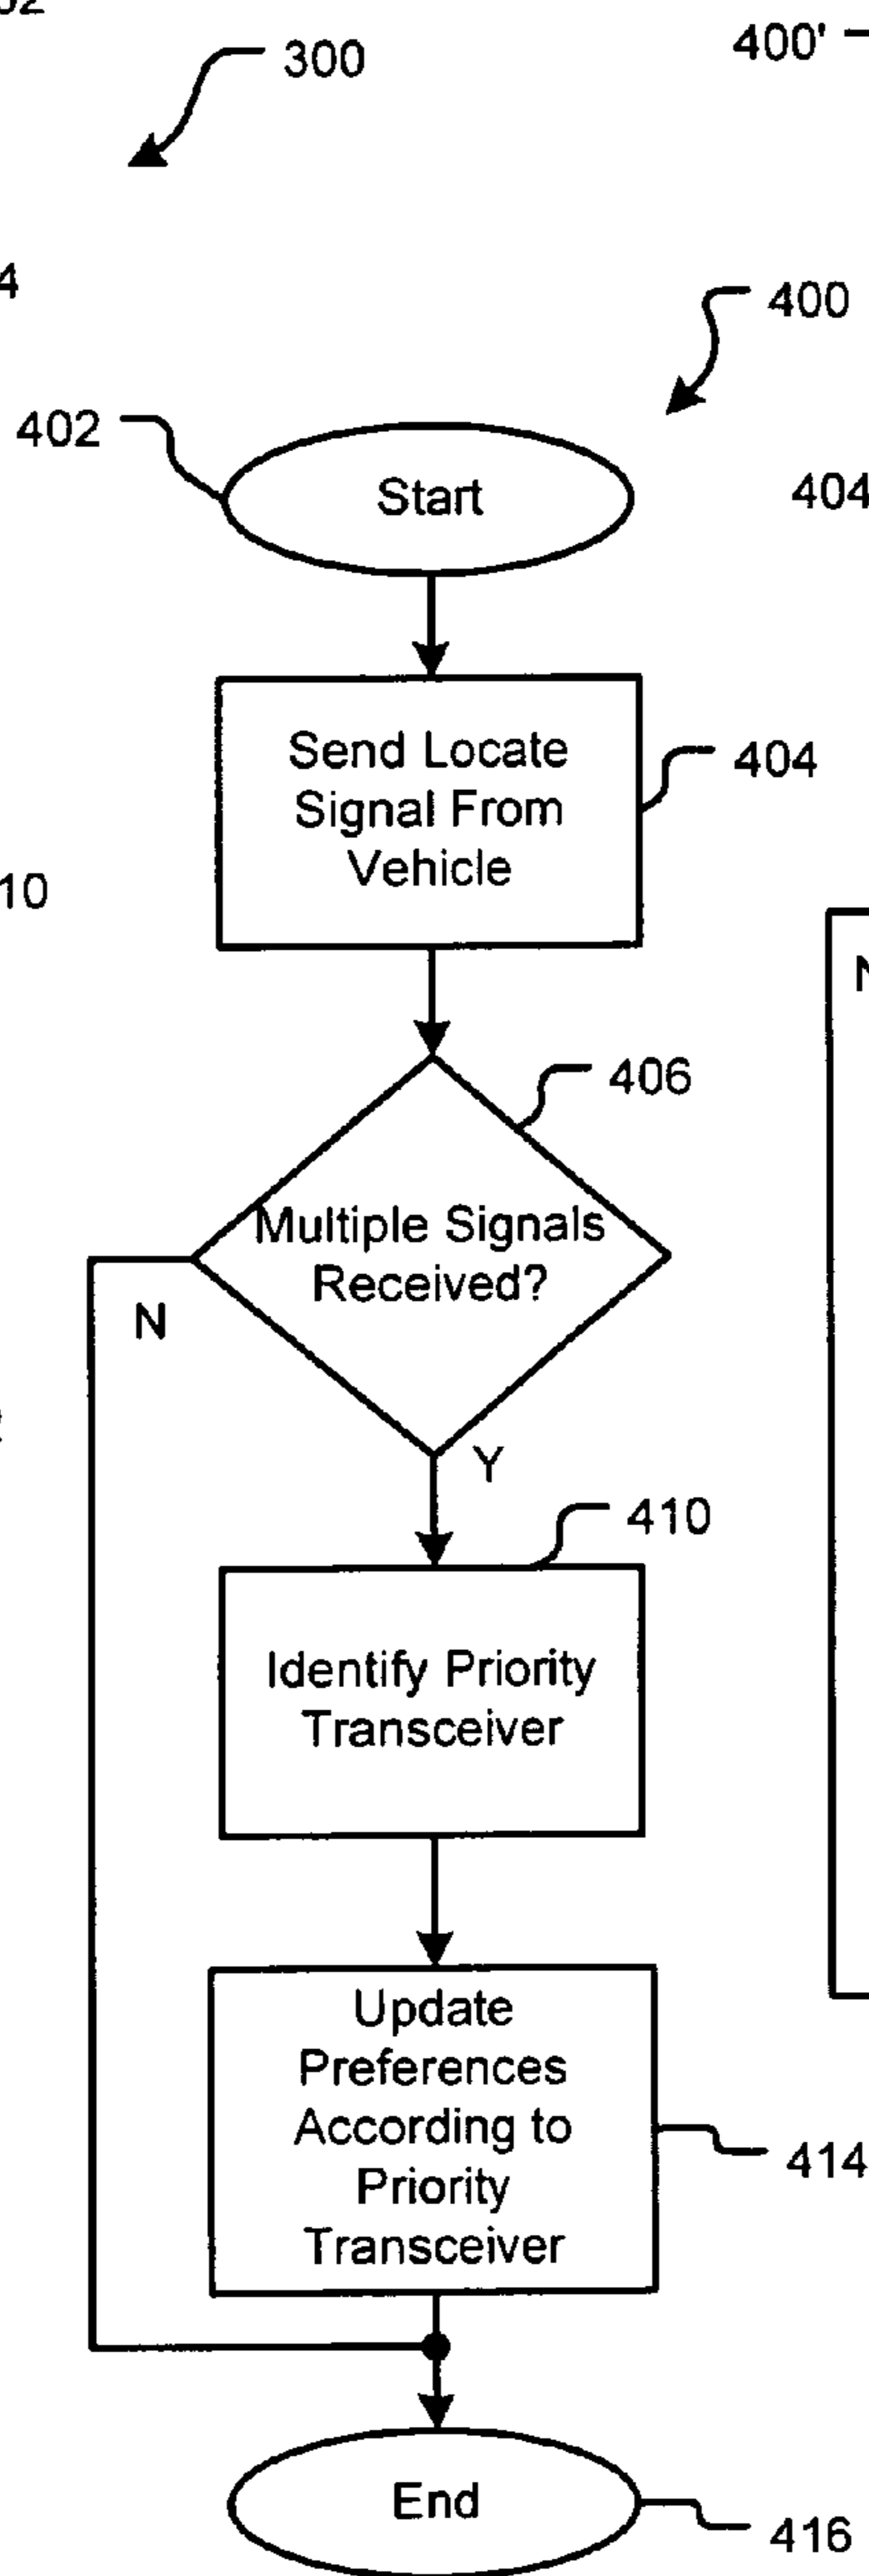 300
400'
400
402
Start
404
Send Locate
Signal From
Vehicle
404
10
406
Multiple Signals
Received?
N
Y
410
Identify Priority
Transceiver
Update
Preferences
According to
Priority
Transceiver
414
End
416